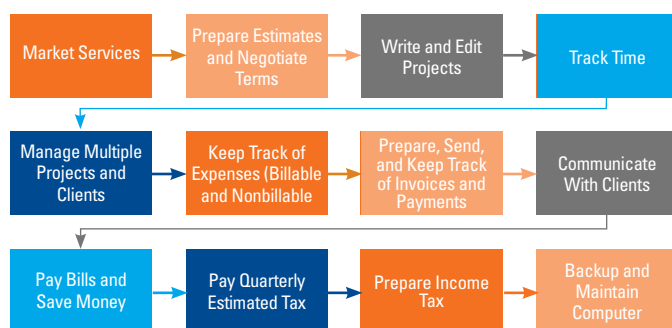 Market Services
Prepare Estimates
and Negotiate
Terms
Write and Edit
Projects
Track Time
Manage Multiple
Projects and
Clients
Keep Track of
Expenses (Billable
and Nonbillable
Prepare, Send,
and Keep Track
of Invoices and
Payments
Communicate
With Clients
Pay Bills and
Save Money
Pay Quarterly
Estimated Tax
Prepare Income
Tax
Backup and
Maintain
Computer